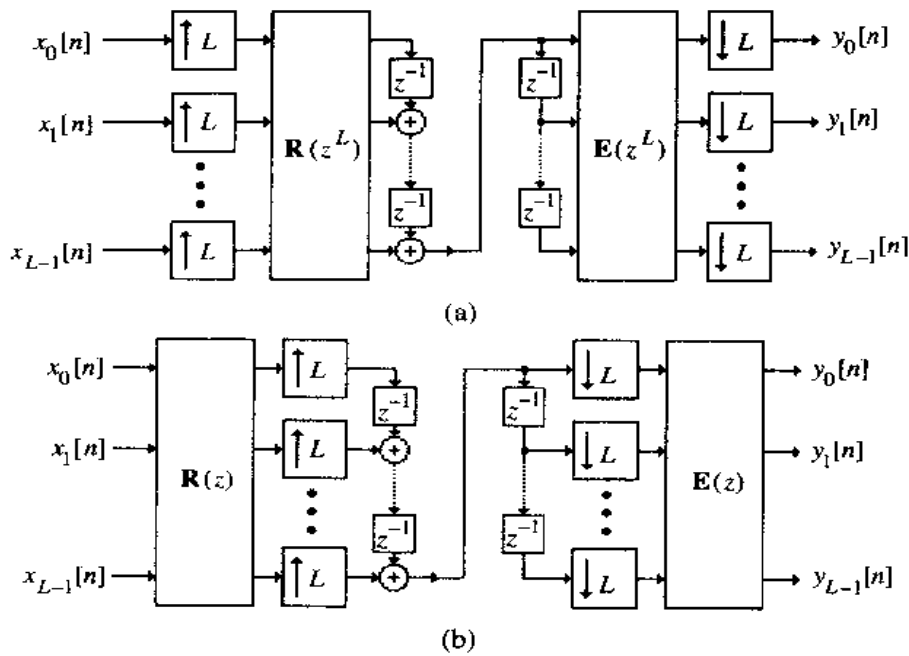 x_0[n] ↑ L z^{-1} z^{-1} ↓ L y_0[n]
x_1[n] ↑ L R(z^L) + E(z^L) ↓ L y_1[n]
z^{-1} z^{-1}
x_{L-1}[n] ↑ L + ↓ L y_{L-1}[n]
(a)
x_0[n] ↑ L z^{-1} z^{-1} ↓ L y_0[n]
x_1[n] R(z) ↑ L + ↓ L E(z) y_1[n]
z^{-1} z^{-1}
x_{L-1}[n] ↑ L + ↓ L y_{L-1}[n]
(b)